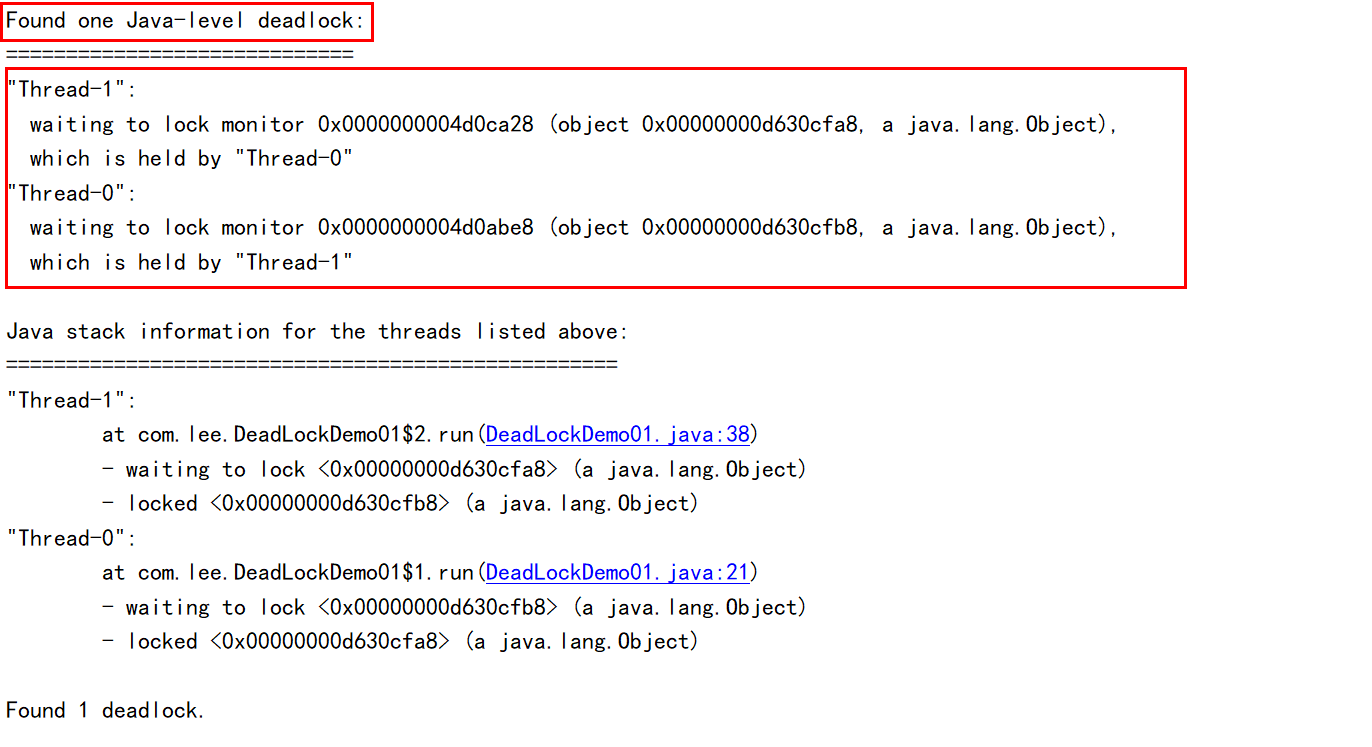 Found one Java-level deadlock:
=============================
"Thread-1":
  waiting to lock monitor 0x0000000004d0ca28 (object 0x00000000d630cfa8, a java.lang.Object),
  which is held by "Thread-0"
"Thread-0":
  waiting to lock monitor 0x0000000004d0abe8 (object 0x00000000d630cfb8, a java.lang.Object),
  which is held by "Thread-1"
Java stack information for the threads listed above:
===================================================
"Thread-1":
        at com.lee.DeadLockDemo01$2.run(DeadLockDemo01.java:38)
        - waiting to lock <0x00000000d630cfa8> (a java.lang.Object)
        - locked <0x00000000d630cfb8> (a java.lang.Object)
"Thread-0":
        at com.lee.DeadLockDemo01$1.run(DeadLockDemo01.java:21)
        - waiting to lock <0x00000000d630cfb8> (a java.lang.Object)
        - locked <0x00000000d630cfa8> (a java.lang.Object)
Found 1 deadlock.